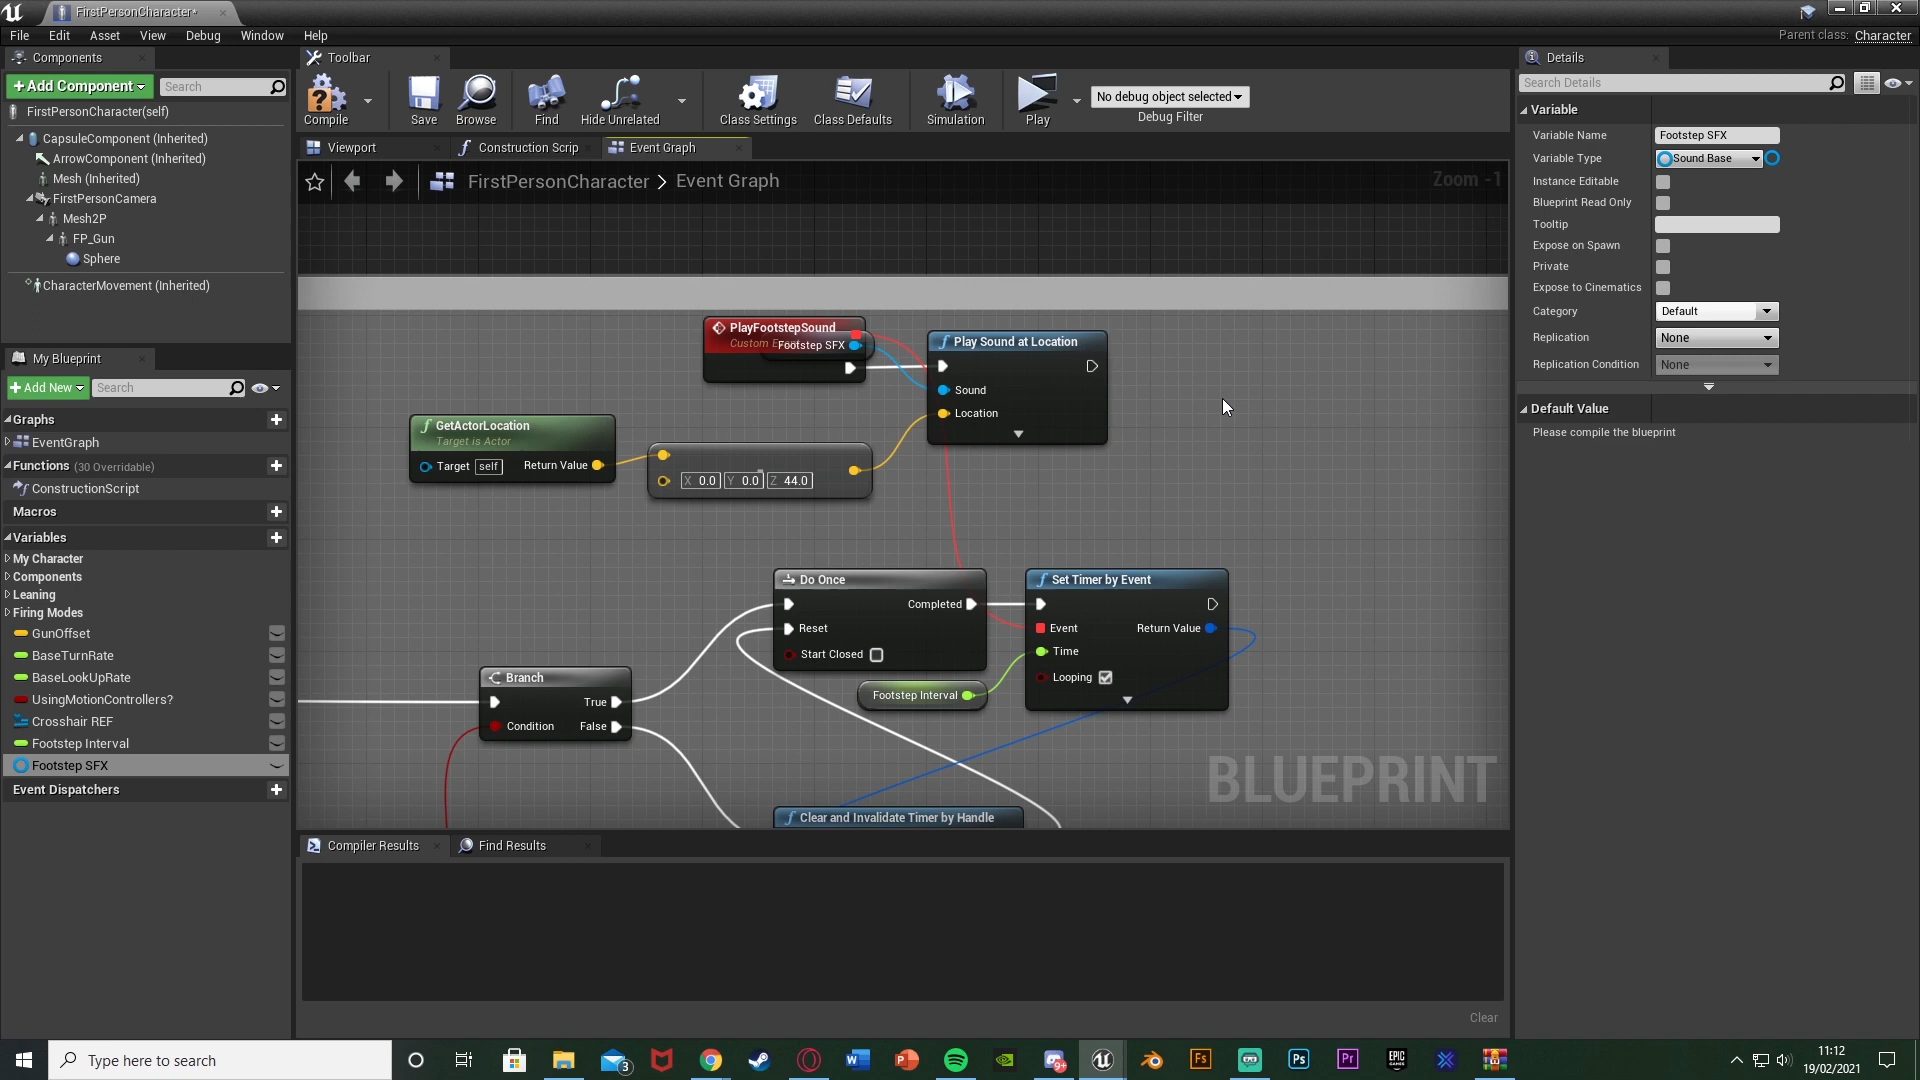 FirstPersonCharacter*
File Edit Asset View Debug Window Help
Parent class: Character
Components
+Add Component
Search
FirstPersonCharacter(self)
CapsuleComponent (Inherited)
ArrowComponent (Inherited)
Mesh (Inherited)
FirstPersonCamera
Mesh2P
FP_Gun
Sphere
CharacterMovement (Inherited)
My Blueprint
+Add New
Search
Graphs
EventGraph
Functions (30 Overridable)
ConstructionScript
Macros
Variables
My Character
Components
Leaning
Firing Modes
GunOffset
BaseTurnRate
BaseLookUpRate
UsingMotionControllers?
Crosshair REF
Footstep Interval
Footstep SFX
Event Dispatchers
Toolbar
Compile
Save
Browse
Find
Hide Unrelated
Class Settings
Class Defaults
Simulation
Play
No debug object selected
Debug Filter
Viewport
Construction Scrip
Event Graph
FirstPersonCharacter > Event Graph
Zoom -1
PlayFootstepSound
Custom E
Footstep SFX
Play Sound at Location
Sound
Location
GetActorLocation
Target is Actor
Target self Return Value
X 0.0 Y 0.0 Z 44.0
Do Once
Completed
Reset
Start Closed
Set Timer by Event
Event Return Value
Time
Looping
Footstep Interval
Branch
True
Condition False
Clear and Invalidate Timer by Handle
BLUEPRINT
Compiler Results
Find Results
Clear
Details
Search Details
Variable
Variable Name Footstep SFX
Variable Type Sound Base
Instance Editable
Blueprint Read Only
Tooltip
Expose on Spawn
Private
Expose to Cinematics
Category Default
Replication None
Replication Condition None
Default Value
Please compile the blueprint
Type here to search
3
W
P
9+
Fs
Ps
Pr
EPIC
11:12
19/02/2021